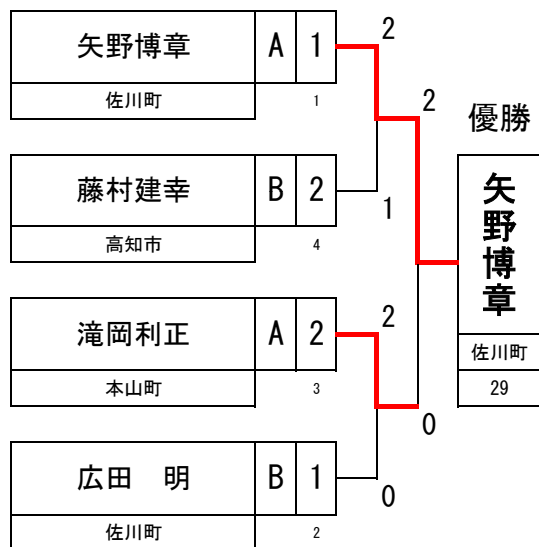 矢野博章 A 1
佐川町 1
藤村建幸 B 2
高知市 4
滝岡利正 A 2
本山町 3
広田　明 B 1
佐川町 2
2
1
2
0
2
0
優勝
矢野博章
佐川町
29